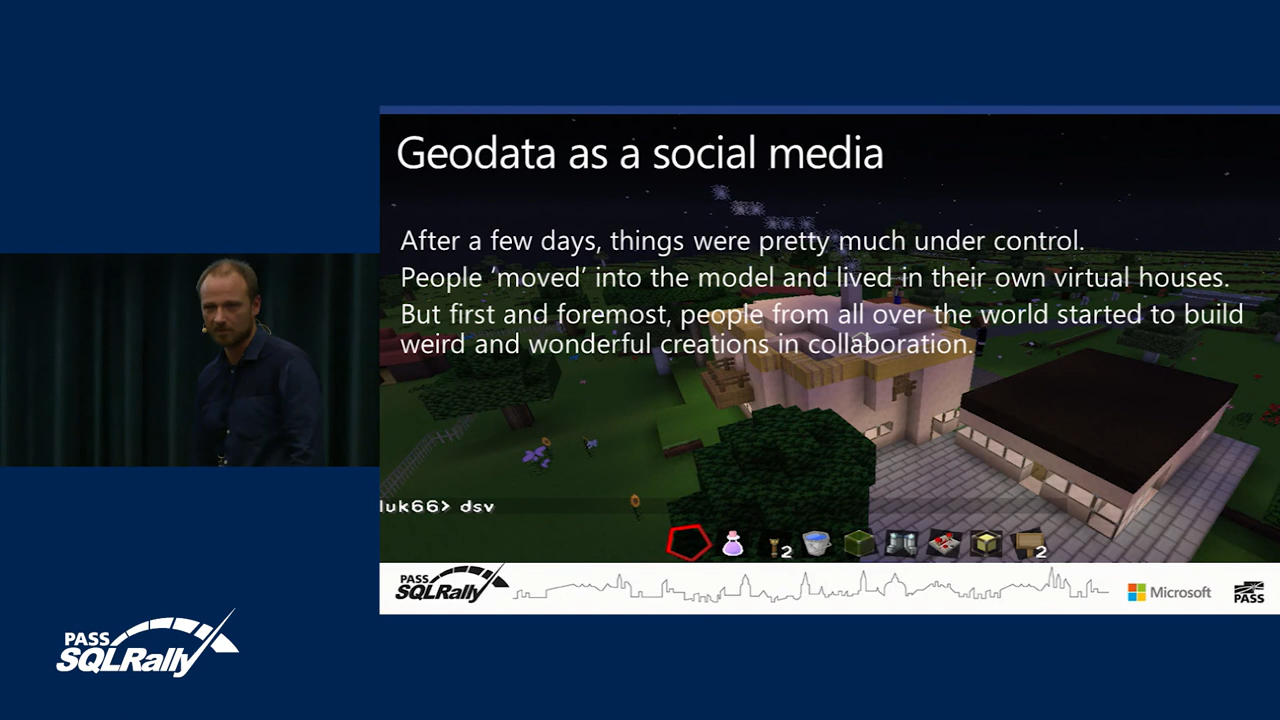 Geodata as a social media
After a few days, things were pretty much under control.
People ‘moved’ into the model and lived in their own virtual houses.
But first and foremost, people from all over the world started to build
weird and wonderful creations in collaboration.
luk66> dsv
2
2
PASS
SQLRally
Microsoft
PASS
PASS
SQLRally